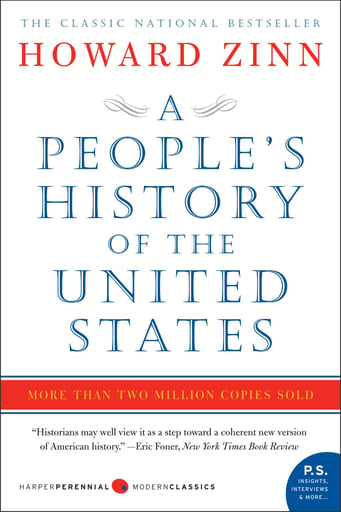 THE CLASSIC NATIONAL BESTSELLER
HOWARD ZINN
A
PEOPLE'S
HISTORY
OF THE
UNITED
STATES
MORE THAN TWO MILLION COPIES SOLD
“Historians may well view it as a step toward a coherent new version
of American history.” —Eric Foner, New York Times Book Review
HARPERPERENNIAL MODERNCLASSICS
P.S.
INSIGHTS,
INTERVIEWS
& MORE...